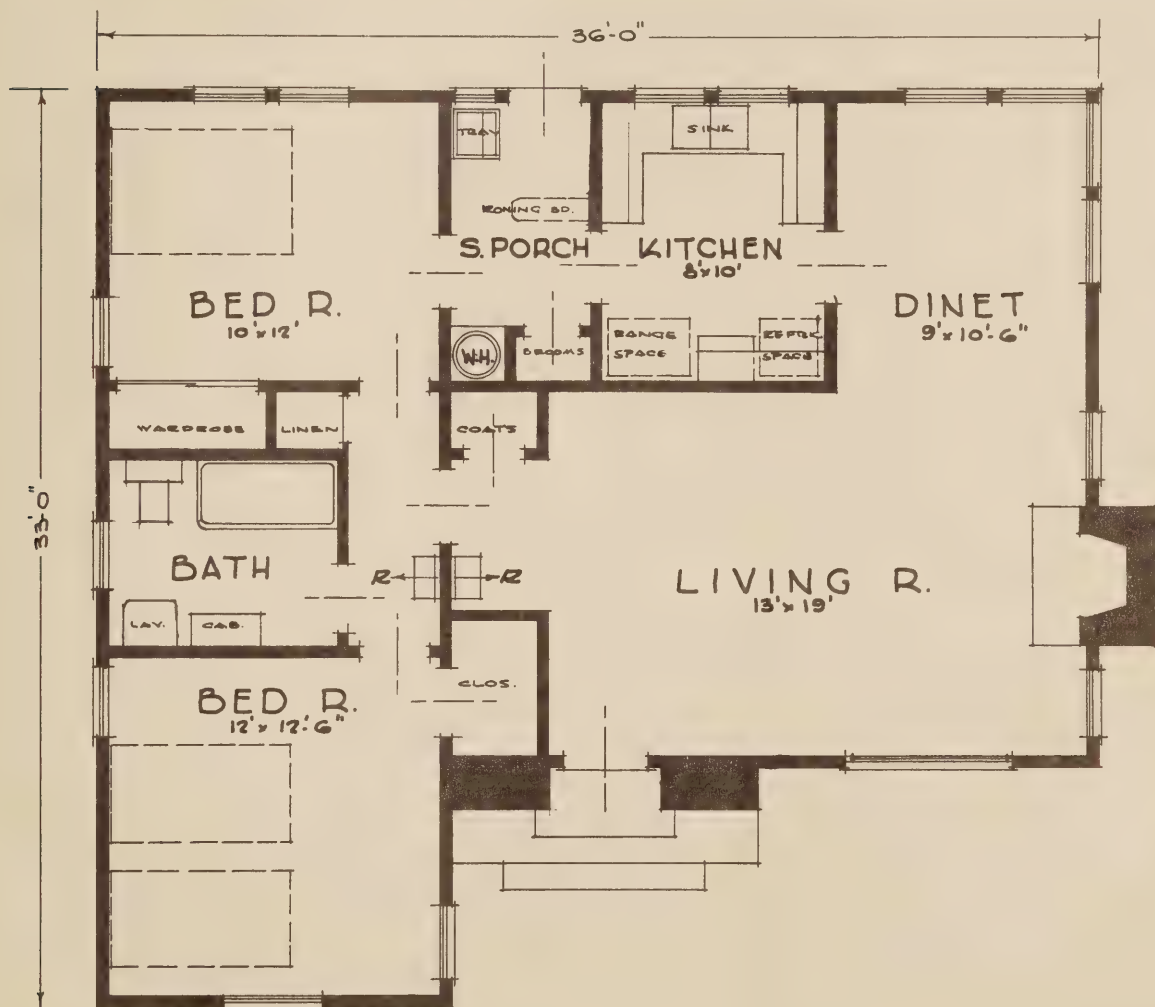 36'-0"
TRAY
SINK
IRONING BD.
S. PORCH
KITCHEN
8'x10'
BED R.
10'x12'
DINET
9'x10'-6"
W.H.
BROOMS
RANGE
SPACE
REFRIG.
SPACE
WARDROBE
LINEN
COATS
33'-0"
BATH
R
R
LIVING R.
13'x19'
LAV.
CAB.
CLOS.
BED R.
12'x12'-6"